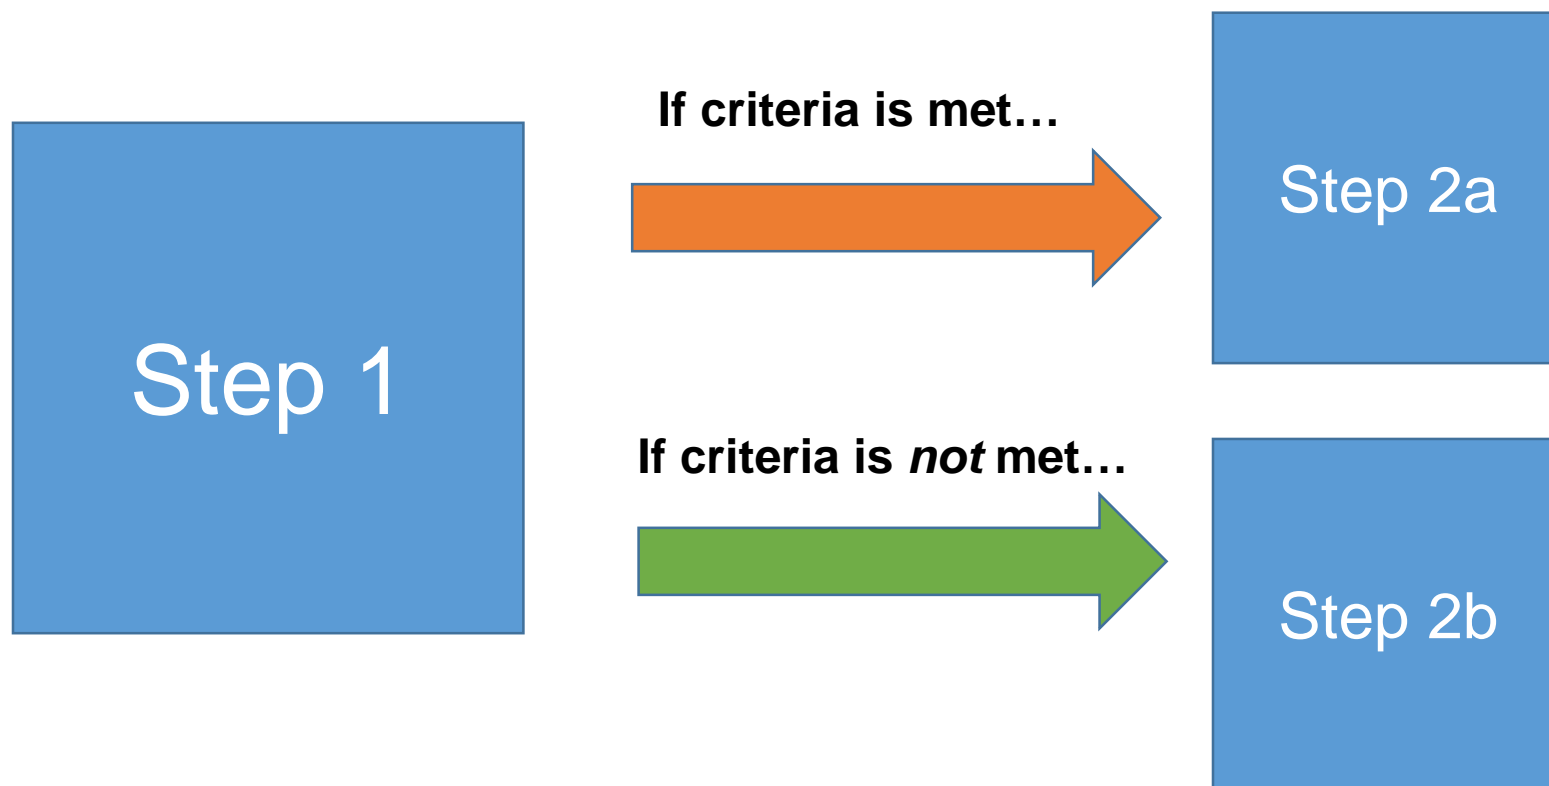 Step 1
If criteria is met…
Step 2a
If criteria is not met…
Step 2b